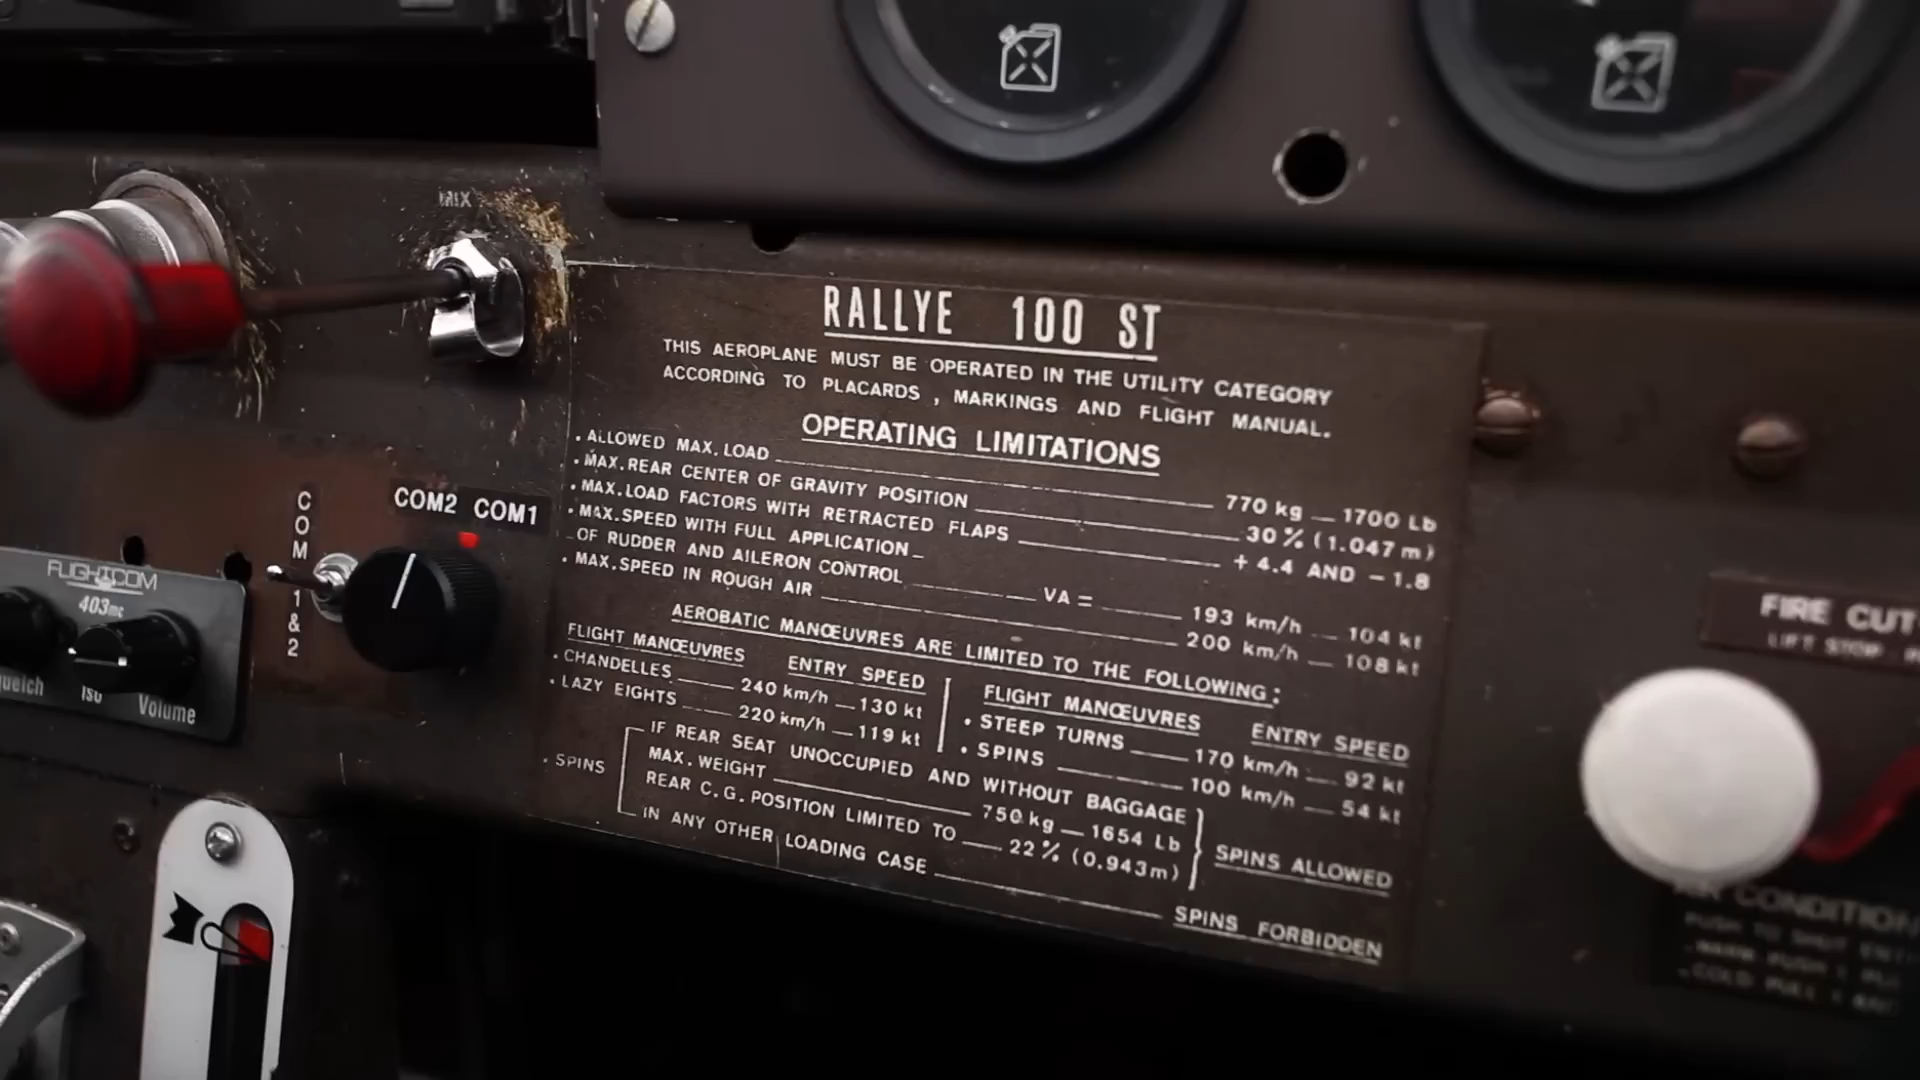 MIX
RALLYE 100 ST
THIS AEROPLANE MUST BE OPERATED IN THE UTILITY CATEGORY
ACCORDING TO PLACARDS , MARKINGS AND FLIGHT MANUAL.
OPERATING LIMITATIONS
. ALLOWED MAX. LOAD 770 kg _ 1700 Lb
. MAX. REAR CENTER OF GRAVITY POSITION 30 % (1.047 m)
. MAX. LOAD FACTORS WITH RETRACTED FLAPS + 4.4 AND - 1.8
. MAX. SPEED WITH FULL APPLICATION _
_ OF RUDDER AND AILERON CONTROL VA = 193 km/h _ 104 kt
. MAX. SPEED IN ROUGH AIR 200 km/h _ 108 kt
AEROBATIC MANŒUVRES ARE LIMITED TO THE FOLLOWING :
FLIGHT MANŒUVRES ENTRY SPEED
. CHANDELLES 240 km/h _ 130 kt
. LAZY EIGHTS 220 km/h _ 119 kt
FLIGHT MANŒUVRES ENTRY SPEED
. STEEP TURNS 170 km/h _ 92 kt
. SPINS 100 km/h _ 54 kt
. SPINS
IF REAR SEAT UNOCCUPIED AND WITHOUT BAGGAGE
MAX. WEIGHT 750 kg _ 1654 Lb
REAR C.G. POSITION LIMITED TO 22 % (0.943m)
SPINS ALLOWED
IN ANY OTHER LOADING CASE SPINS FORBIDDEN
COM2 COM1
COM 1&2
FLIGHTCOM
403mc
Iso
Volume
FIRE CUT
LIFT STOP
AIR CONDITION